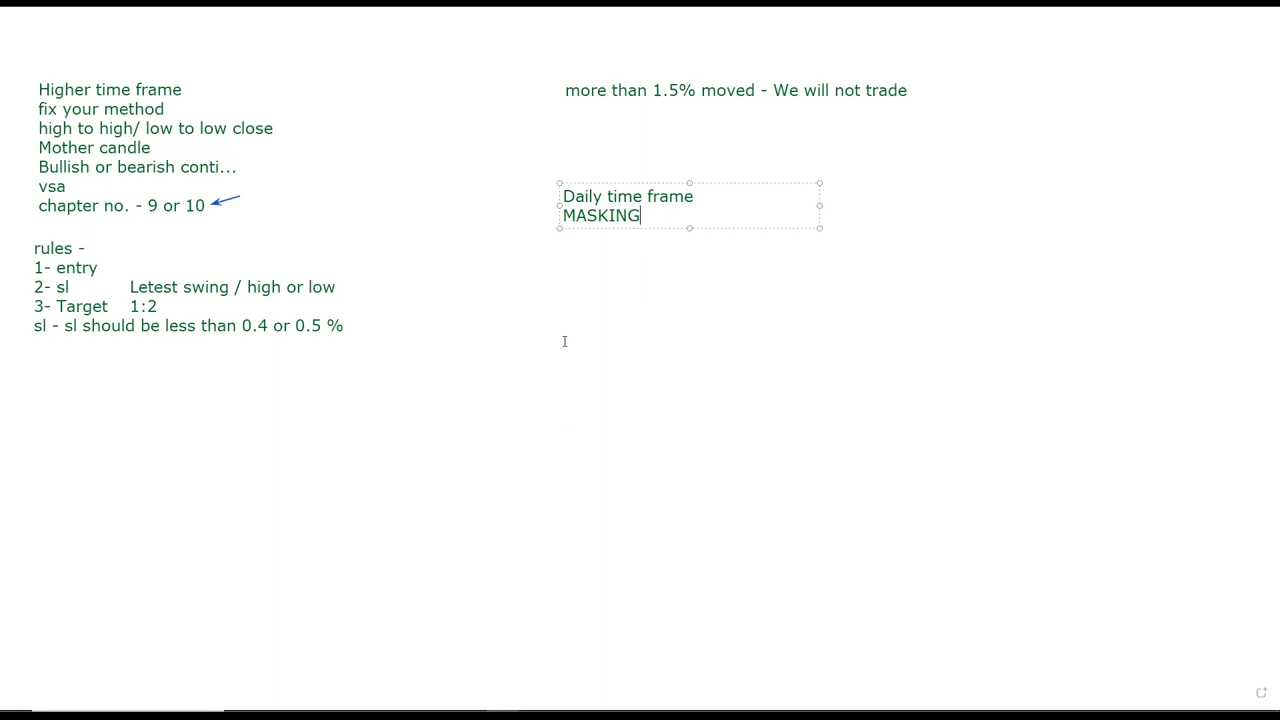 Higher time frame
fix your method
high to high/ low to low close
Mother candle
Bullish or bearish conti...
vsa
chapter no. - 9 or 10
rules -
1- entry
2- sl Letest swing / high or low
3- Target 1:2
sl - sl should be less than 0.4 or 0.5 %
more than 1.5% moved - We will not trade
Daily time frame
MASKING